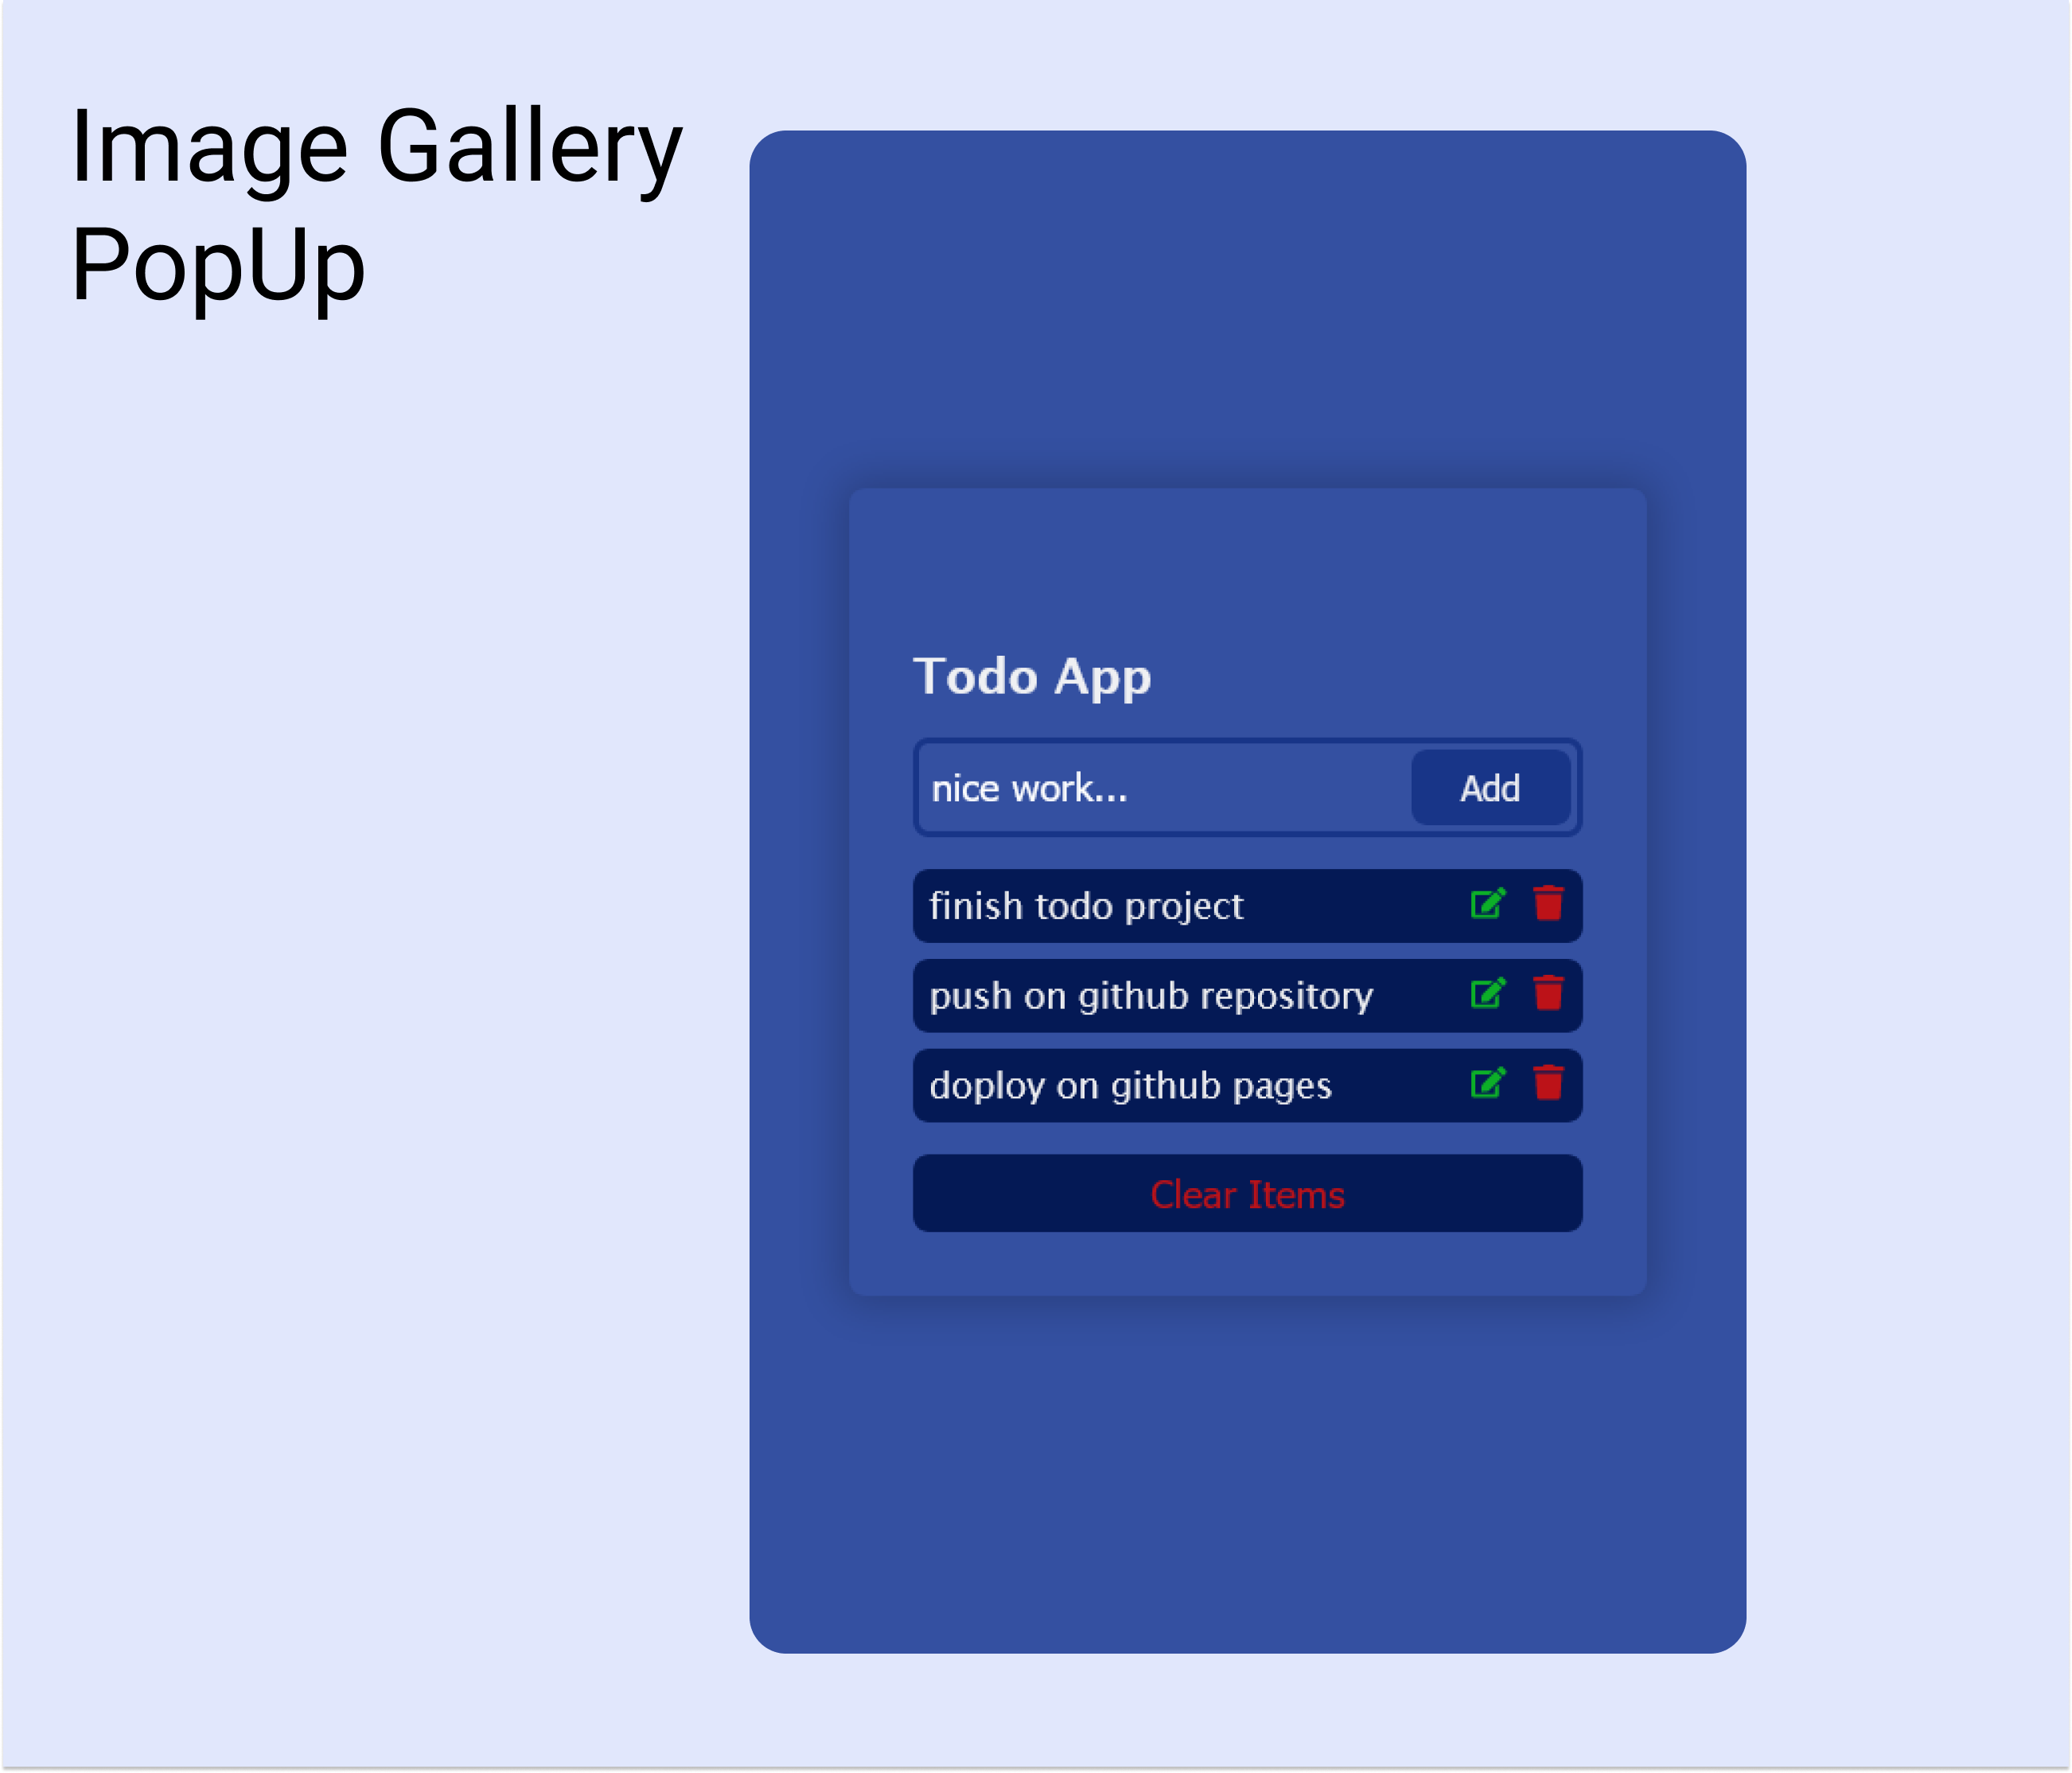 Image Gallery
PopUp
Todo App
nice work...
Add
finish todo project
push on github repository
doploy on github pages
Clear Items